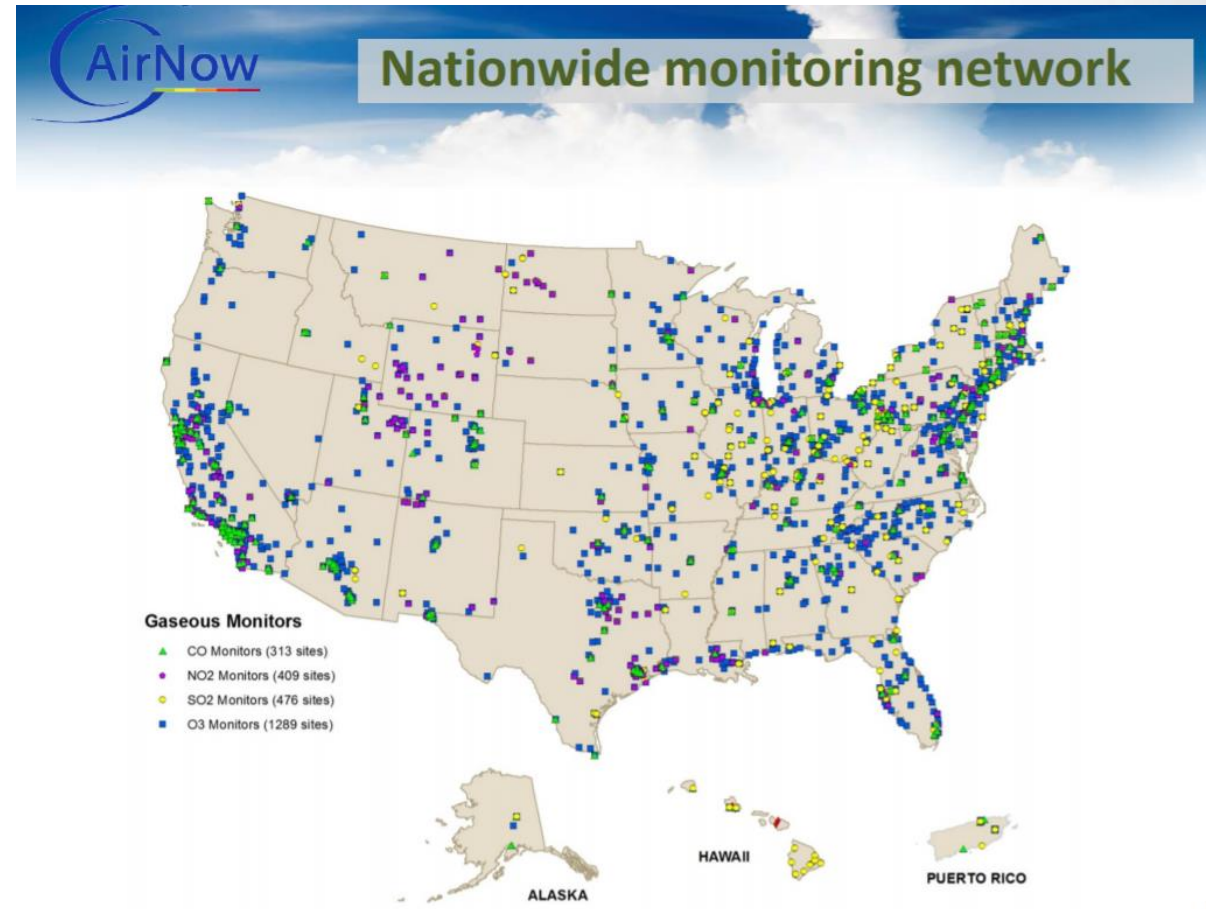 AirNow
Nationwide monitoring network
Gaseous Monitors
CO Monitors (313 sites)
NO2 Monitors (409 sites)
SO2 Monitors (476 sites)
O3 Monitors (1289 sites)
ALASKA
HAWAII
PUERTO RICO